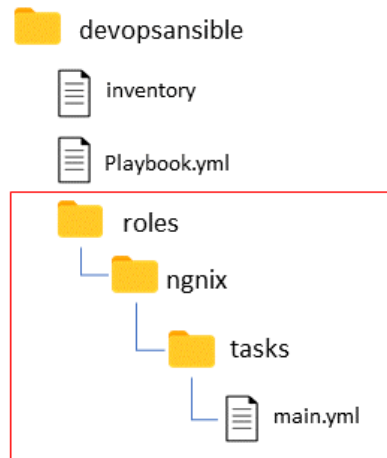 devopsansible
inventory
Playbook.yml
roles
ngnix
tasks
main.yml